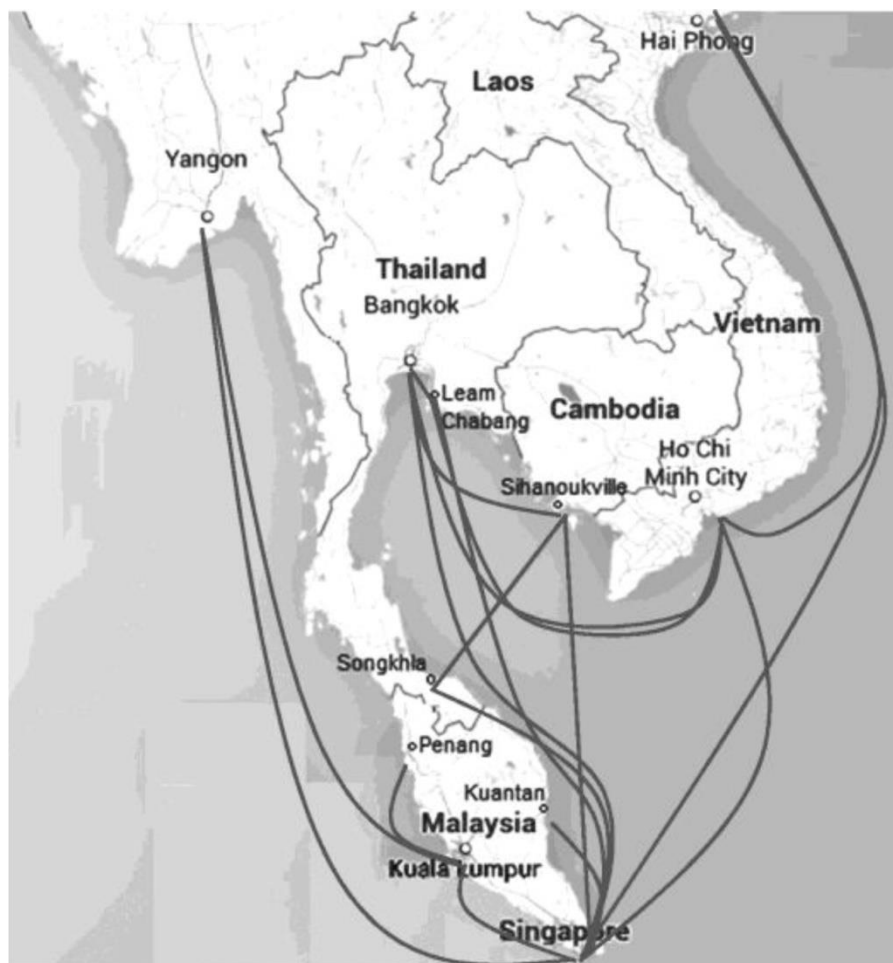 Hai Phong
Laos
Yangon
Thailand
Bangkok
Vietnam
Leam
Chabang
Cambodia
Ho Chi
Minh City
Sihanoukville
Songkhla
Penang
Kuantan
Malaysia
Kuala Lumpur
Singapore